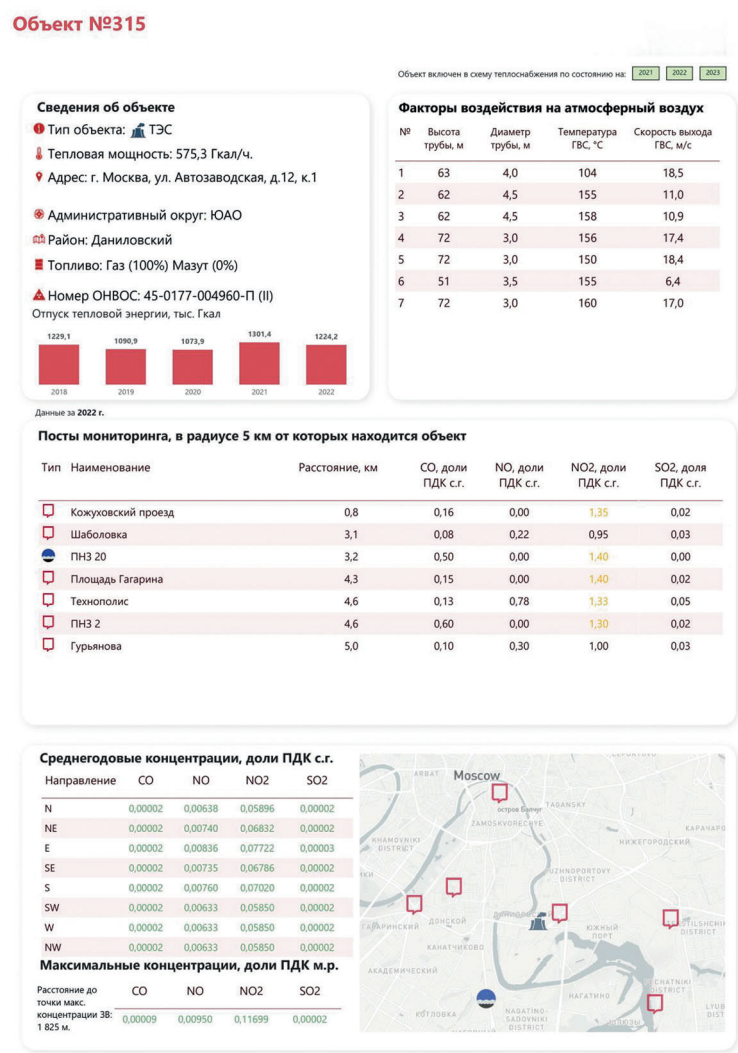 Объект №315
Объект включен в схему теплоснабжения по состоянию на: 2021 2022 2023
Сведения об объекте
Тип объекта: ТЭС
Тепловая мощность: 575,3 Гкал/ч.
Адрес: г. Москва, ул. Автозаводская, д.12, к.1
Административный округ: ЮАО
Район: Даниловский
Топливо: Газ (100%) Мазут (0%)
Номер ОНВОС: 45-0177-004960-П (II)
Отпуск тепловой энергии, тыс. Гкал
1229,1 1090,9 1073,9 1301,4 1224,2
2018 2019 2020 2021 2022
Факторы воздействия на атмосферный воздух
№ Высота трубы, м Диаметр трубы, м Температура ГВС, °C Скорость выхода ГВС, м/с
1 63 4,0 104 18,5
2 62 4,5 155 11,0
3 62 4,5 158 10,9
4 72 3,0 156 17,4
5 72 3,0 150 18,4
6 51 3,5 155 6,4
7 72 3,0 160 17,0
Данные за 2022 г.
Посты мониторинга, в радиусе 5 км от которых находится объект
Тип Наименование Расстояние, км CO, доли ПДК с.г. NO, доли ПДК с.г. NO2, доли ПДК с.г. SO2, доля ПДК с.г.
Кожуховский проезд 0,8 0,16 0,00 1,35 0,02
Шаболовка 3,1 0,08 0,22 0,95 0,03
ПНЗ 20 3,2 0,50 0,00 1,40 0,00
Площадь Гагарина 4,3 0,15 0,00 1,40 0,02
Технополис 4,6 0,13 0,78 1,33 0,05
ПНЗ 2 4,6 0,60 0,00 1,30 0,02
Гурьянова 5,0 0,10 0,30 1,00 0,03
Среднегодовые концентрации, доли ПДК с.г.
Направление CO NO NO2 SO2
N 0,00002 0,00638 0,05896 0,00002
NE 0,00002 0,00740 0,06832 0,00002
E 0,00002 0,00836 0,07722 0,00003
SE 0,00002 0,00735 0,06786 0,00002
S 0,00002 0,00760 0,07020 0,00002
SW 0,00002 0,00633 0,05850 0,00002
W 0,00002 0,00633 0,05850 0,00002
NW 0,00002 0,00633 0,05850 0,00002
Максимальные концентрации, доли ПДК м.р.
Расстояние до точки макс. концентрации ЗВ: 1 825 м.
CO NO NO2 SO2
0,00009 0,00950 0,11699 0,00002
ARBAT
Moscow
остров Балчуг
TAGANSKY
ZAMOSKVORECHYE
KHAMOVNIKI
DISTRICT
НИЖЕГОРОДСКИЙ
UZHNOPORTOVY
DISTRICT
ДОНСКОЙ
ЮЖНЫЙ
ПОРТ
DISTRICT
КАНАТЧИКОВО
АКАДЕМИЧЕСКИЙ
НАГАТИНО
DISTRICT
КОТЛОВКА
NAGATINO-
SADOVNIKI
DISTRICT